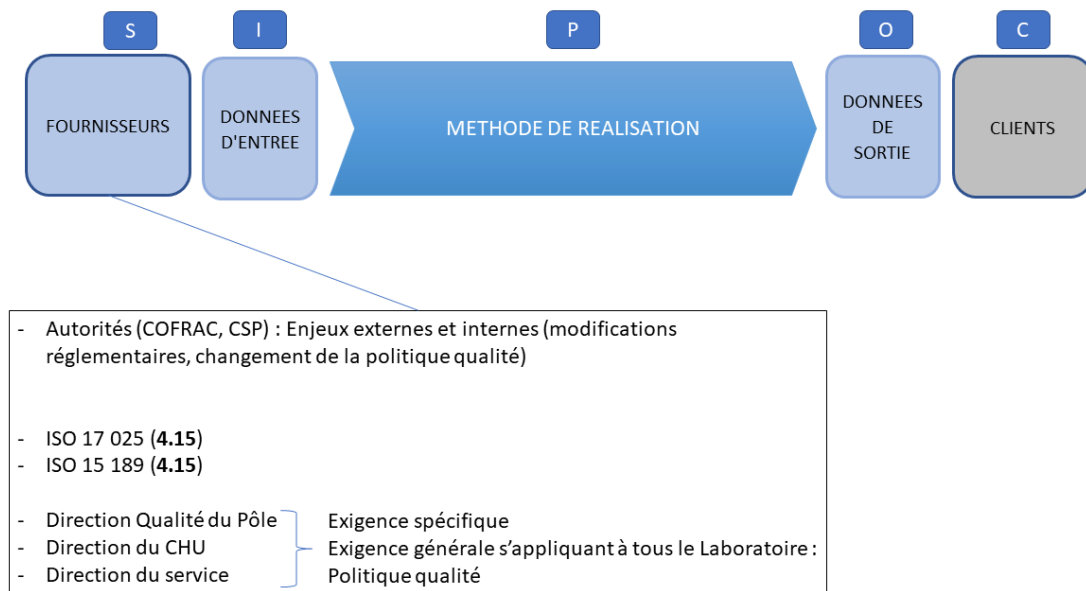 S
I
P
O
C
FOURNISSEURS
DONNEES
D'ENTREE
METHODE DE REALISATION
DONNEES
DE
SORTIE
CLIENTS
- Autorités (COFRAC, CSP) : Enjeux externes et internes (modifications
réglementaires, changement de la politique qualité)
- ISO 17 025 (4.15)
- ISO 15 189 (4.15)
- Direction Qualité du Pôle
- Direction du CHU
- Direction du service
Exigence spécifique
Exigence générale s’appliquant à tous le Laboratoire :
Politique qualité